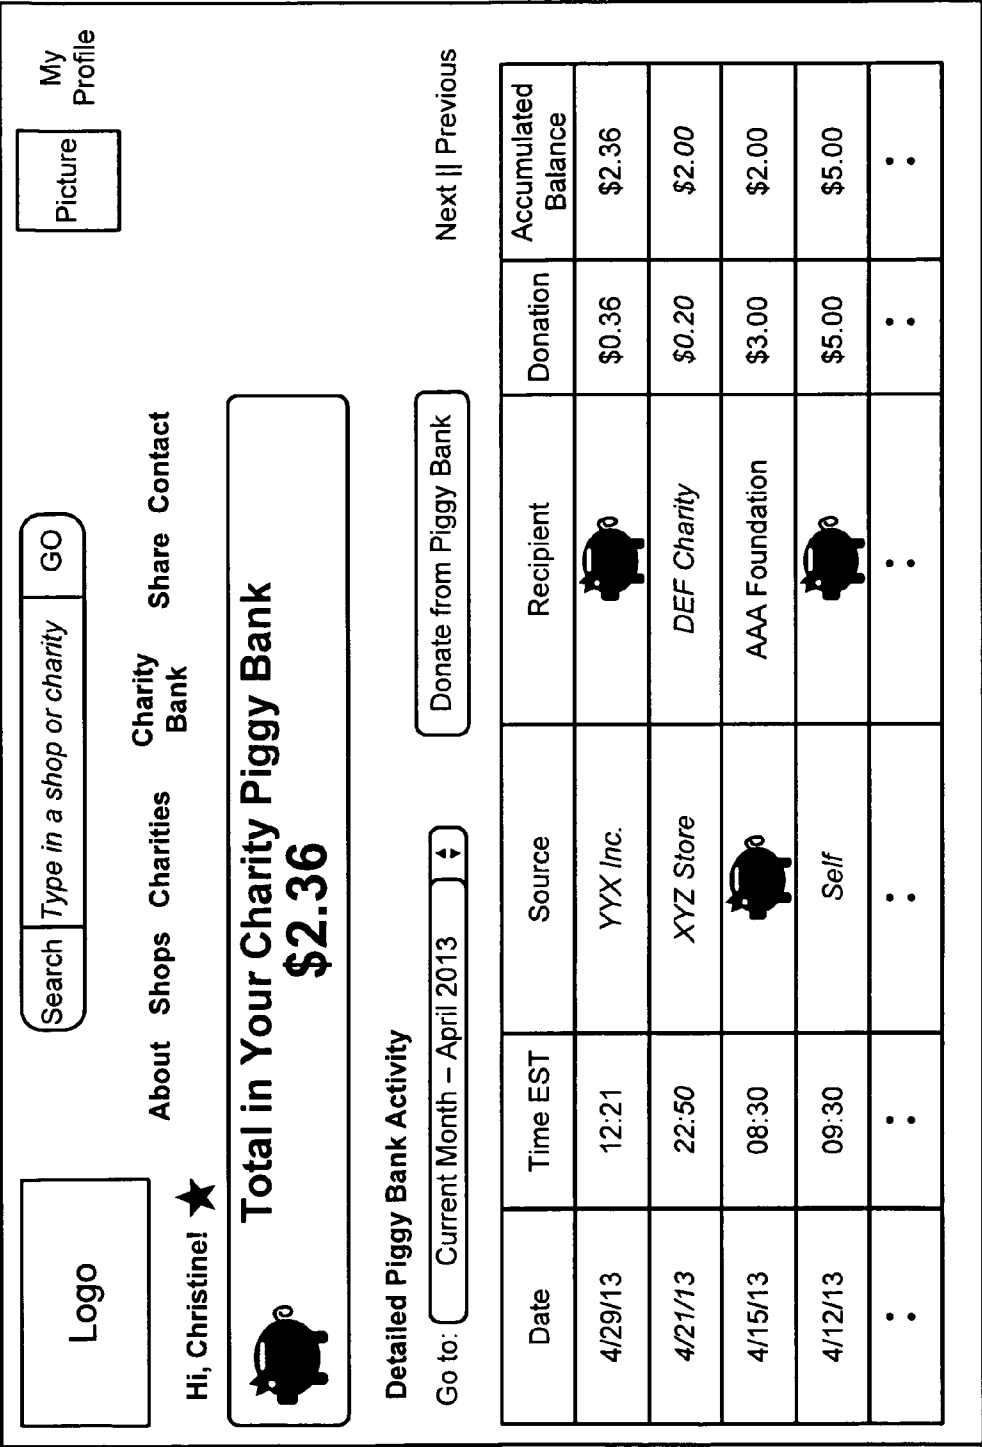 Logo
Search Type in a shop or charity GO
Picture
My
Profile
About Shops Charities Charity
Bank Share Contact
Hi, Christine!
Total in Your Charity Piggy Bank
$2.36
Detailed Piggy Bank Activity
Go to: Current Month – April 2013
Donate from Piggy Bank
Next || Previous
Date Time EST Source Recipient Donation Accumulated
Balance
4/29/13 12:21 YYX Inc. $0.36 $2.36
4/21/13 22:50 XYZ Store DEF Charity $0.20 $2.00
4/15/13 08:30 AAA Foundation $3.00 $2.00
4/12/13 09:30 Self $5.00 $5.00